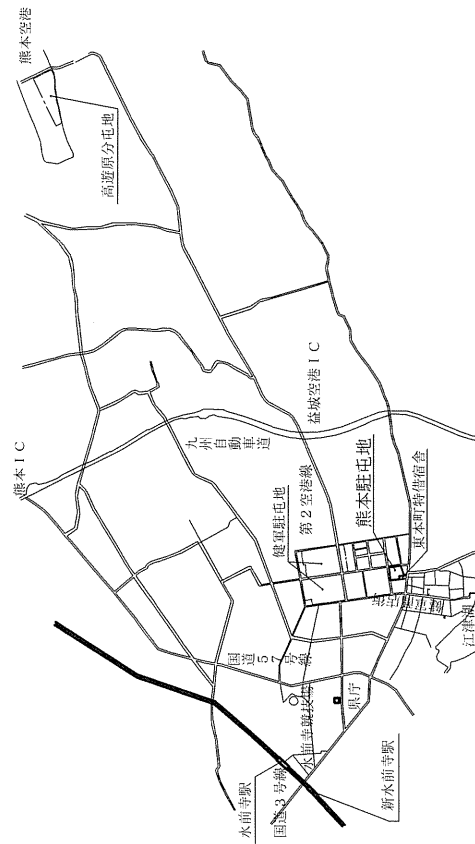 熊本空港
高遊原分屯地
熊本IC
益城空港IC
九州自動車道
第2空港線
健軍駐屯地
熊本駐屯地
東本町特借宿舎
国道57号線
江津湖
水前寺競技場
県庁
水前寺駅
国道3号線
新水前寺駅